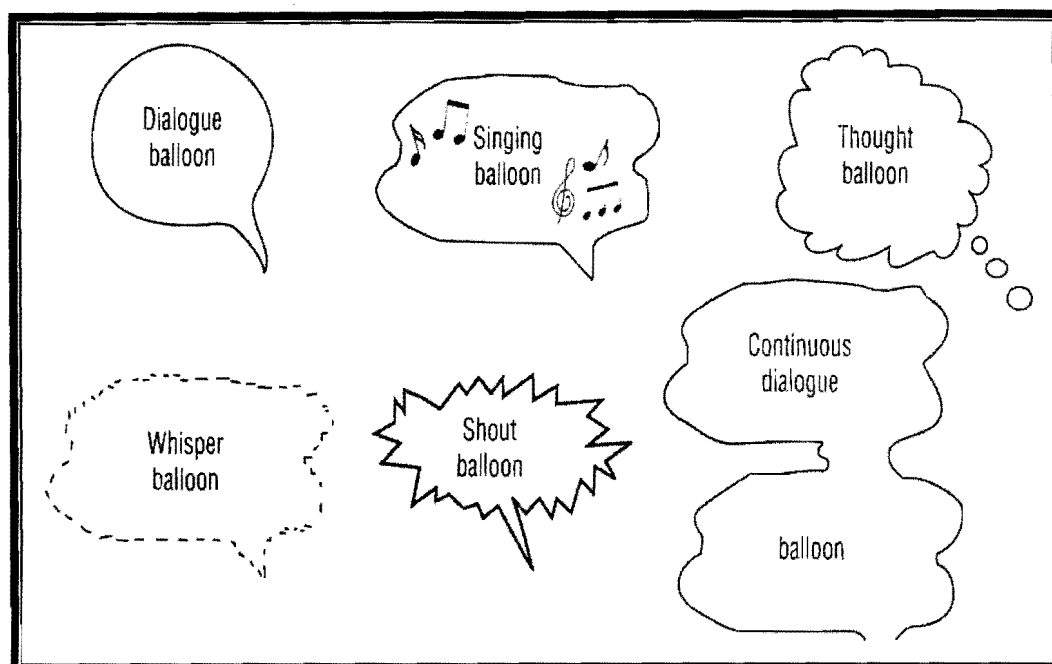 Dialogue
balloon
Singing
balloon
Thought
balloon
Whisper
balloon
Shout
balloon
Continuous
dialogue
balloon